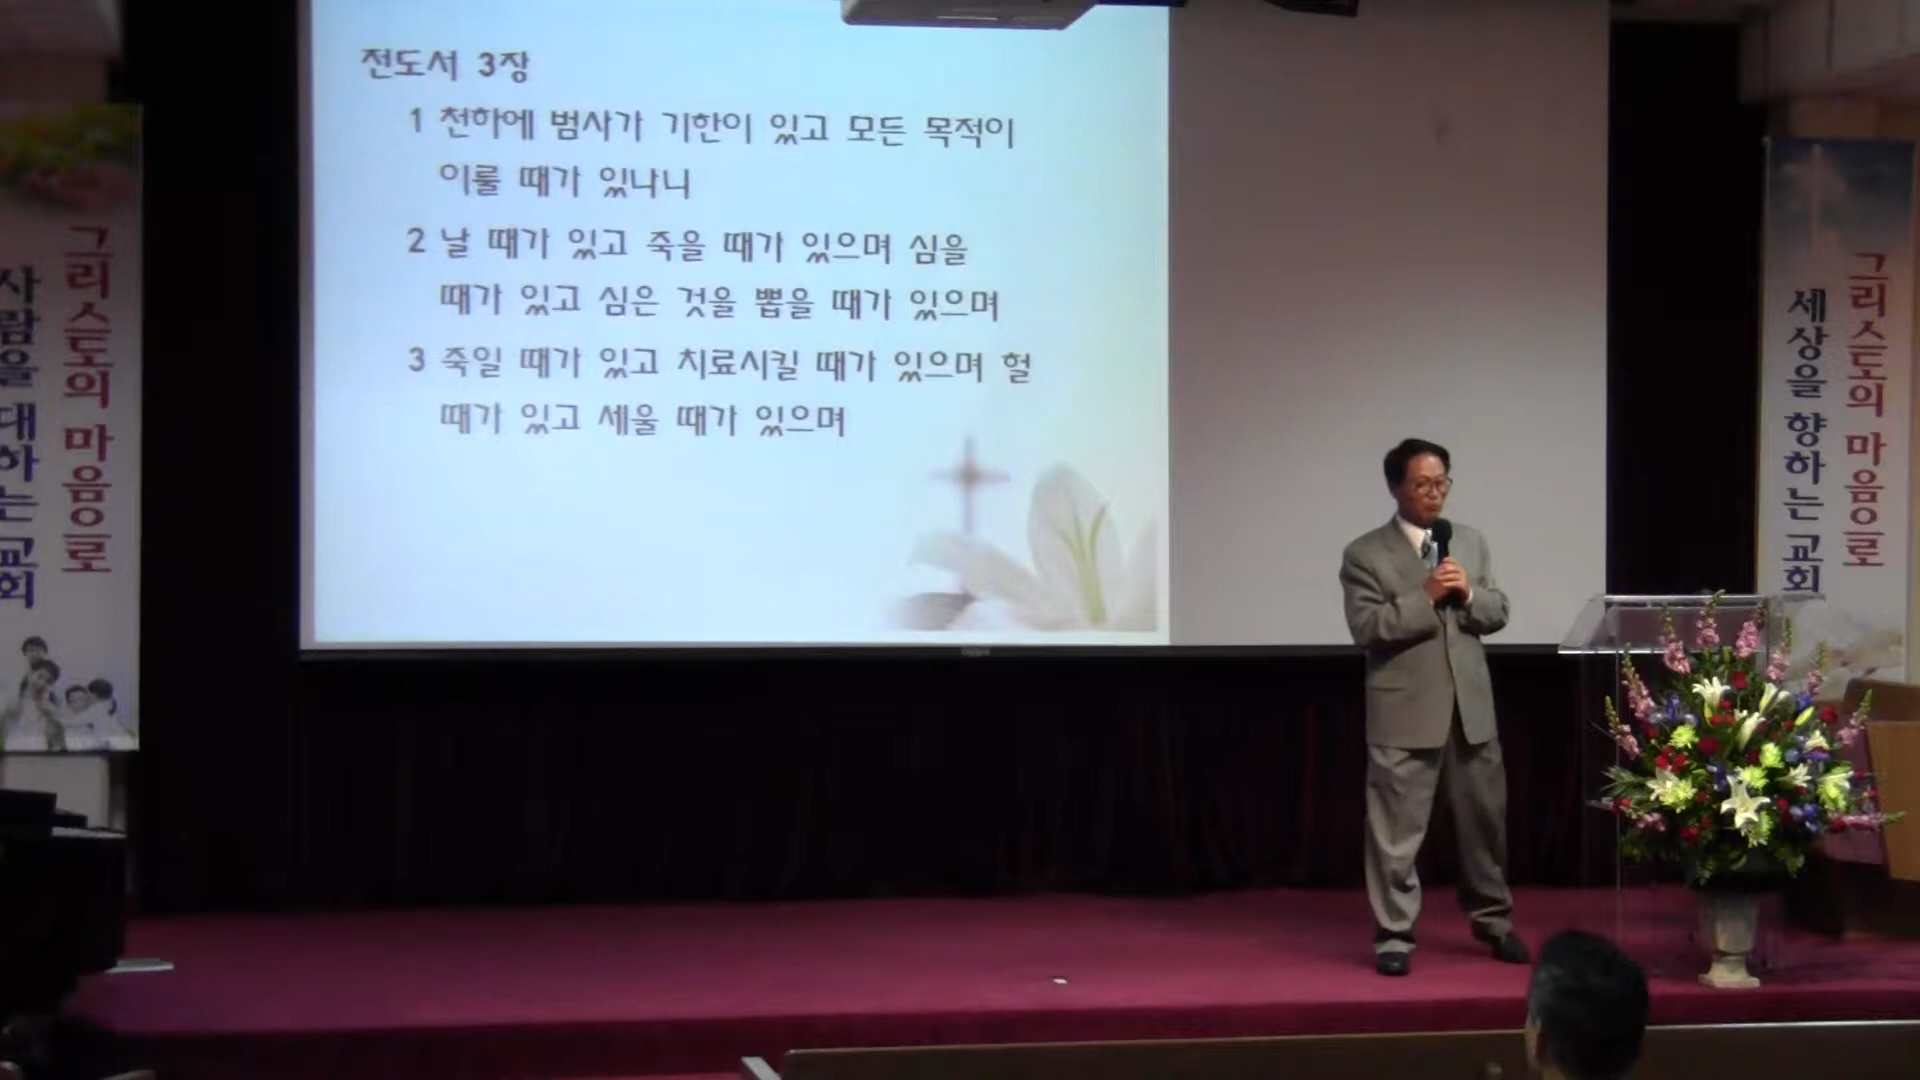 전도서 3장
1 천하에 범사가 기한이 있고 모든 목적이
이룰 때가 있나니
2 날 때가 있고 죽을 때가 있으며 심을
때가 있고 심은 것을 뽑을 때가 있으며
3 죽일 때가 있고 치료시킬 때가 있으며 헐
때가 있고 세울 때가 있으며
그리스도의 마음으로
사람을 대하는 교회
그리스도의 마음으로
세상을 향하는 교회